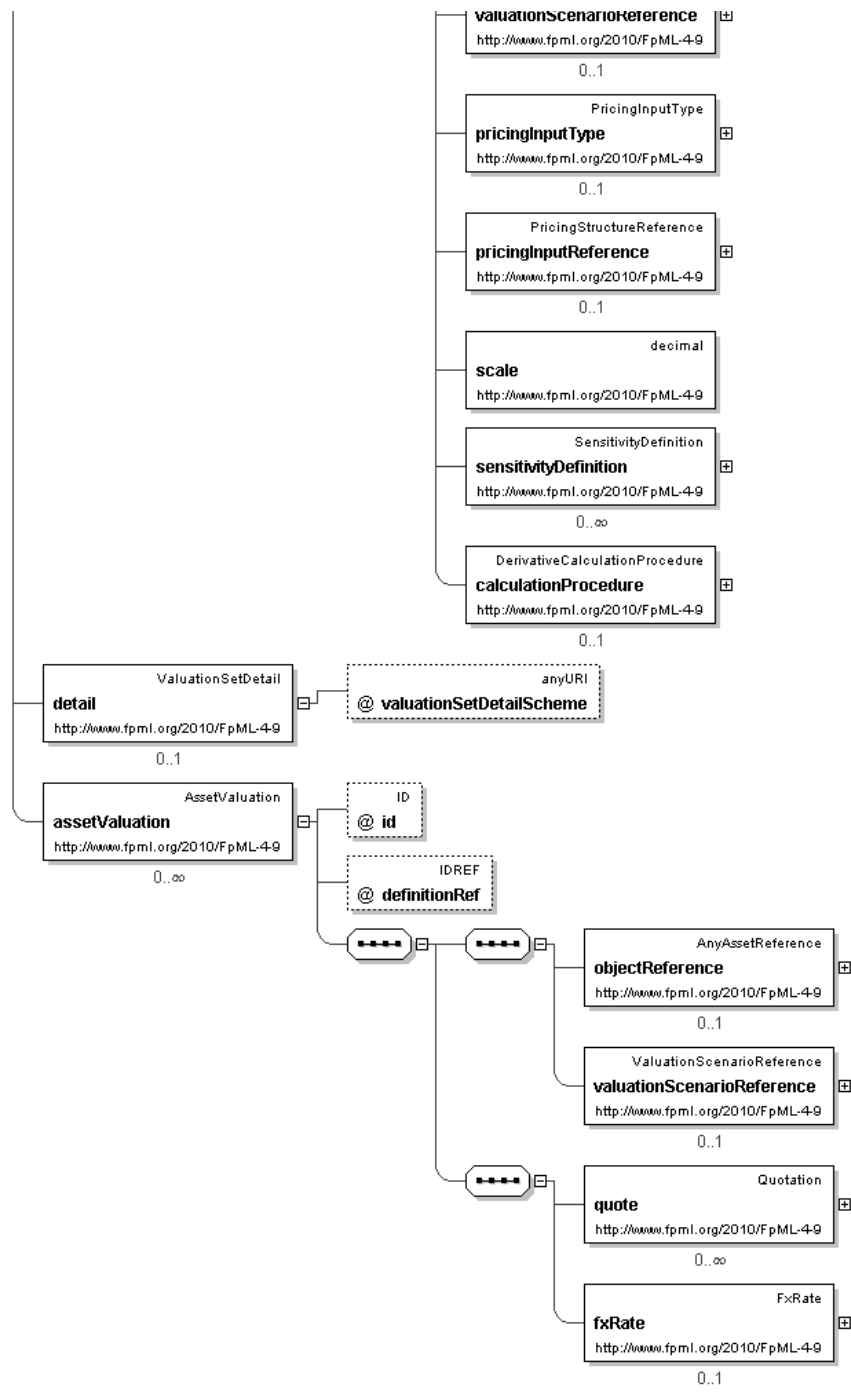 valuationScenarioReference
http://www.fpml.org/2010/FpML-4-9
0..1
PricingInputType
pricingInputType
http://www.fpml.org/2010/FpML-4-9
0..1
PricingStructureReference
pricingInputReference
http://www.fpml.org/2010/FpML-4-9
0..1
decimal
scale
http://www.fpml.org/2010/FpML-4-9
SensitivityDefinition
sensitivityDefinition
http://www.fpml.org/2010/FpML-4-9
0..∞
DerivativeCalculationProcedure
calculationProcedure
http://www.fpml.org/2010/FpML-4-9
0..1
ValuationSetDetail
detail
http://www.fpml.org/2010/FpML-4-9
0..1
anyURI
@ valuationSetDetailScheme
AssetValuation
assetValuation
http://www.fpml.org/2010/FpML-4-9
0..∞
ID
@ id
IDREF
@ definitionRef
AnyAssetReference
objectReference
http://www.fpml.org/2010/FpML-4-9
0..1
ValuationScenarioReference
valuationScenarioReference
http://www.fpml.org/2010/FpML-4-9
0..1
Quotation
quote
http://www.fpml.org/2010/FpML-4-9
0..∞
FxRate
fxRate
http://www.fpml.org/2010/FpML-4-9
0..1